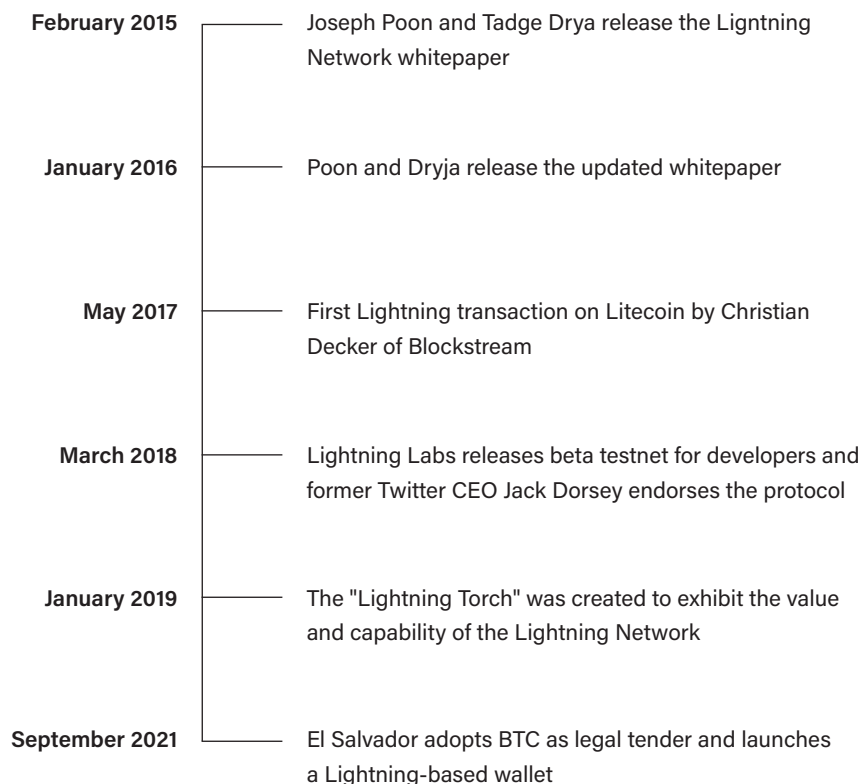 February 2015
Joseph Poon and Tadge Drya release the Ligntning
Network whitepaper
January 2016
Poon and Dryja release the updated whitepaper
May 2017
First Lightning transaction on Litecoin by Christian
Decker of Blockstream
March 2018
Lightning Labs releases beta testnet for developers and
former Twitter CEO Jack Dorsey endorses the protocol
January 2019
The "Lightning Torch" was created to exhibit the value
and capability of the Lightning Network
September 2021
El Salvador adopts BTC as legal tender and launches
a Lightning-based wallet